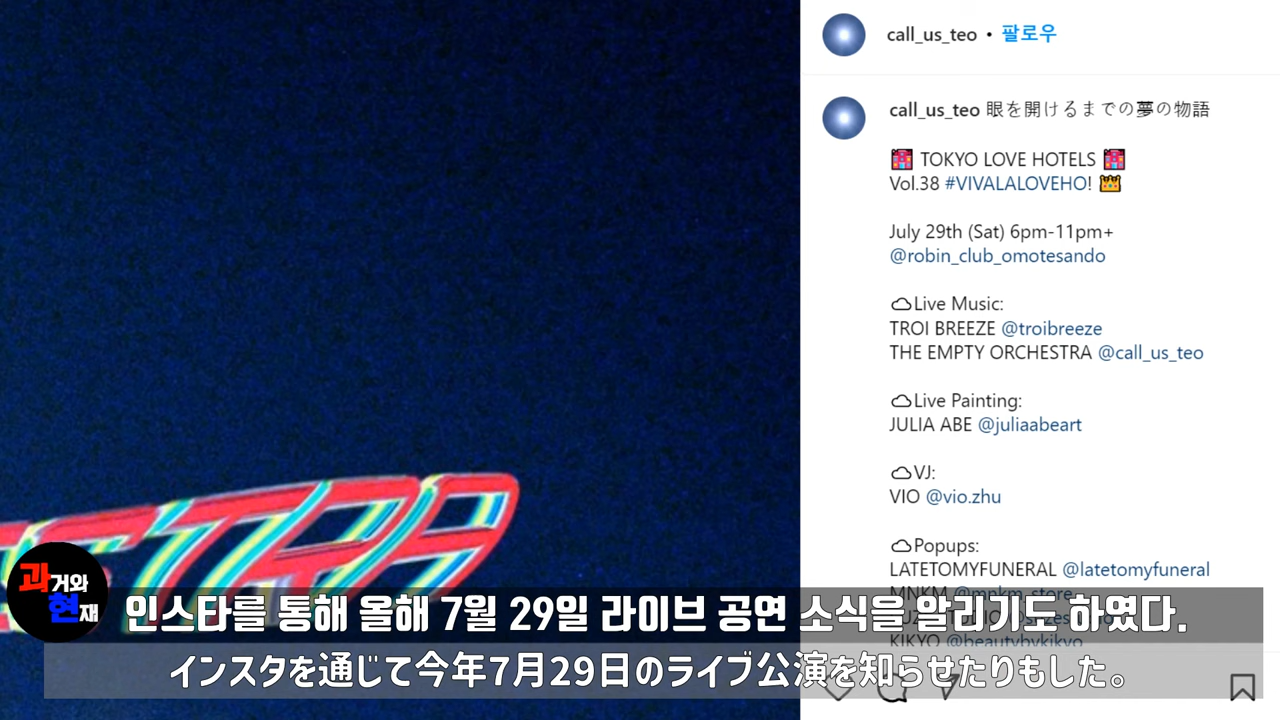 call_us_teo • 팔로우
call_us_teo 眼を開けるまでの夢の物語
🏩 TOKYO LOVE HOTELS 🏩
Vol.38 #VIVALALOVEHO! 👑
July 29th (Sat) 6pm-11pm+
@robin_club_omotesando
Live Music:
TROI BREEZE @troibreeze
THE EMPTY ORCHESTRA @call_us_teo
Live Painting:
JULIA ABE @juliaabeart
VJ:
VIO @vio.zhu
Popups:
LATETOMYFUNERAL @latetomyfuneral
MNKM @mnkm_store
KIKYO @beautybykikyo
STRA
과거와
현재
인스타를 통해 올해 7월 29일 라이브 공연 소식을 알리기도 하였다.
インスタを通じて今年7月29日のライブ公演を知らせたりもした。